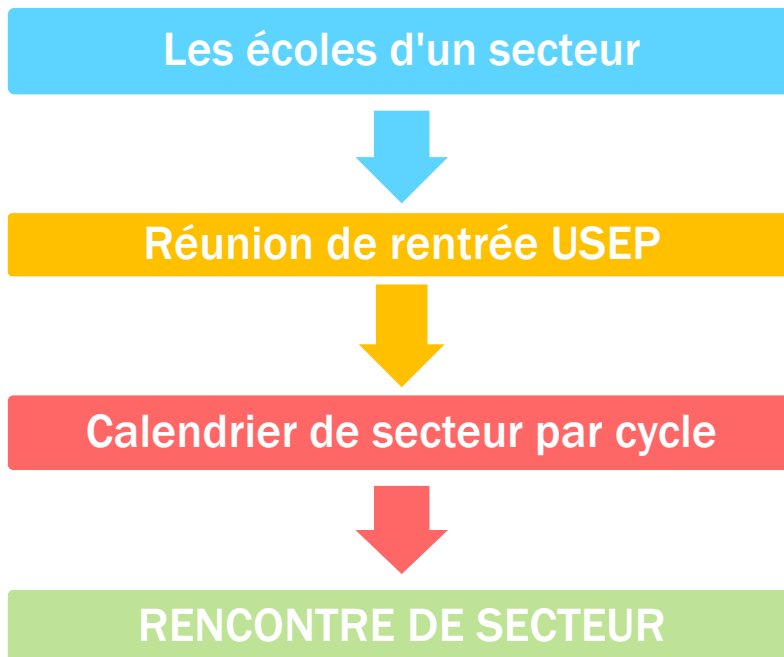 Les écoles d'un secteur
Réunion de rentrée USEP
Calendrier de secteur par cycle
RENCONTRE DE SECTEUR